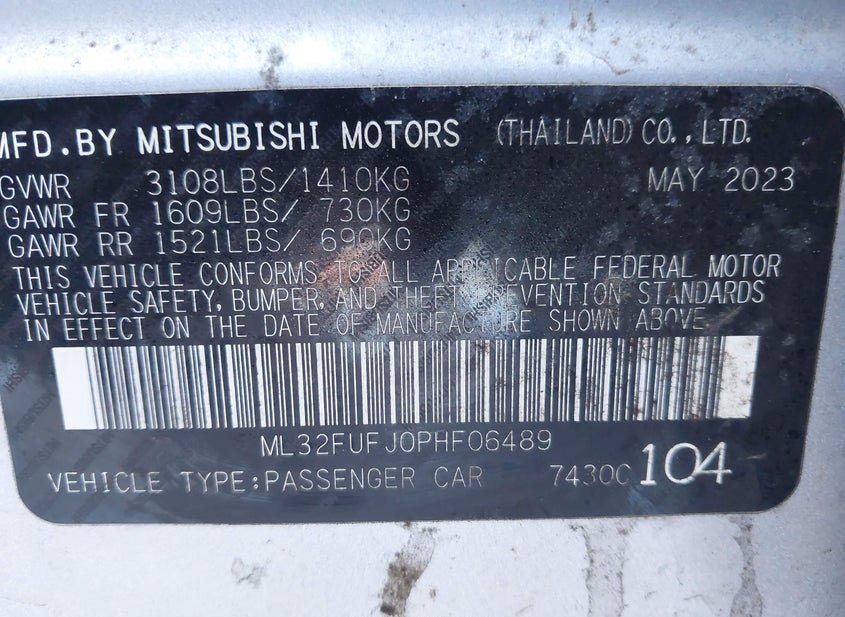 MFD.BY MITSUBISHI MOTORS (THAILAND) CO.,LTD.
GVWR 3108LBS/1410KG MAY 2023
GAWR FR 1609LBS/ 730KG
GAWR RR 1521LBS/ 690KG
THIS VEHICLE CONFORMS TO ALL APPLICABLE FEDERAL MOTOR
VEHICLE SAFETY, BUMPER, AND THEFT PREVENTION STANDARDS
IN EFFECT ON THE DATE OF MANUFACTURE SHOWN ABOVE.
ML32FUFJ0PHF06489
VEHICLE TYPE:PASSENGER CAR 7430C 104